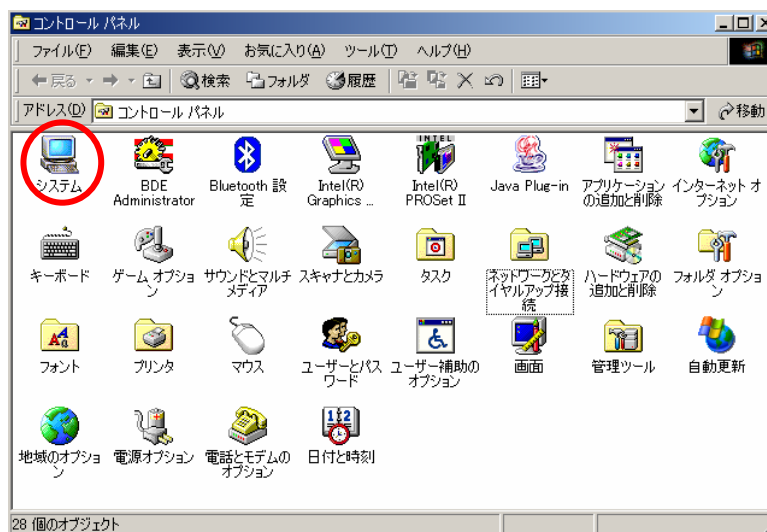 コントロール パネル
ファイル(F) 編集(E) 表示(V) お気に入り(A) ツール(T) ヘルプ(H)
戻る 検索 フォルダ 履歴
アドレス(D) コントロール パネル 移動
システム
BDE
Administrator
Bluetooth 設
定
Intel(R)
Graphics ...
INTEL
Intel(R)
PROSet II
Java Plug-in
アプリケーション
の追加と削除
インターネット オ
プション
キーボード
ゲーム オプショ
ン
サウンドとマルチ
メディア
スキャナとカメラ
タスク
ネットワークとダ
イヤルアップ接
続
ハードウェアの
追加と削除
フォルダ オプショ
ン
フォント
プリンタ
マウス
ユーザーとパス
ワード
ユーザー補助の
オプション
画面
管理ツール
自動更新
地域のオプショ
ン
電源オプション
電話とモデムの
オプション
日付と時刻
28 個のオブジェクト